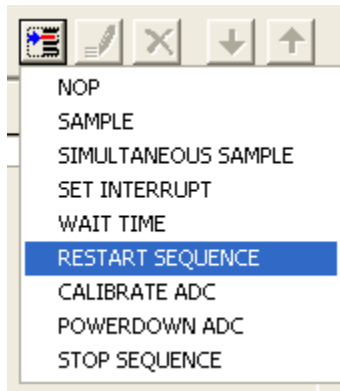 NOP
SAMPLE
SIMULTANEOUS SAMPLE
SET INTERRUPT
WAIT TIME
RESTART SEQUENCE
CALIBRATE ADC
POWERDOWN ADC
STOP SEQUENCE